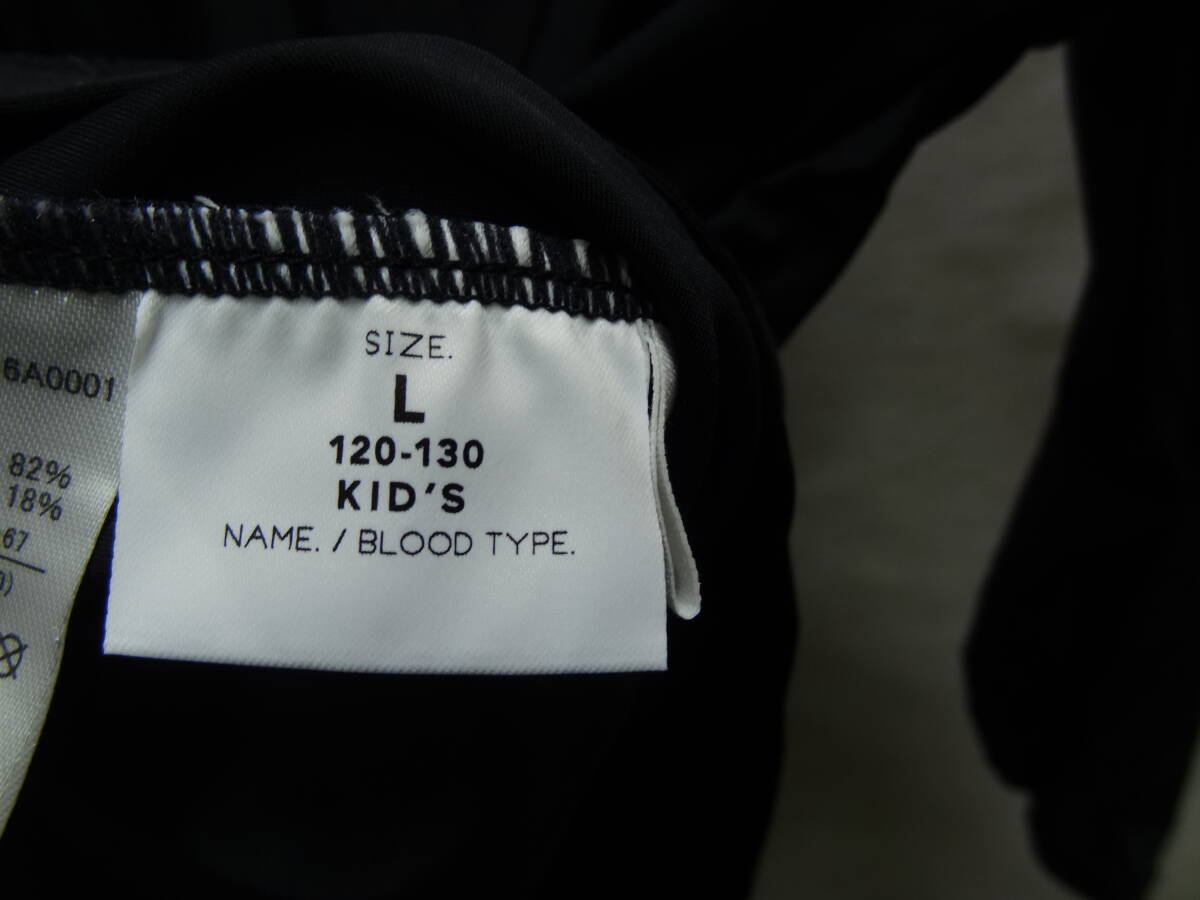 6A0001
82%
18%
67
SIZE.
L
120-130
KID'S
NAME. / BLOOD TYPE.